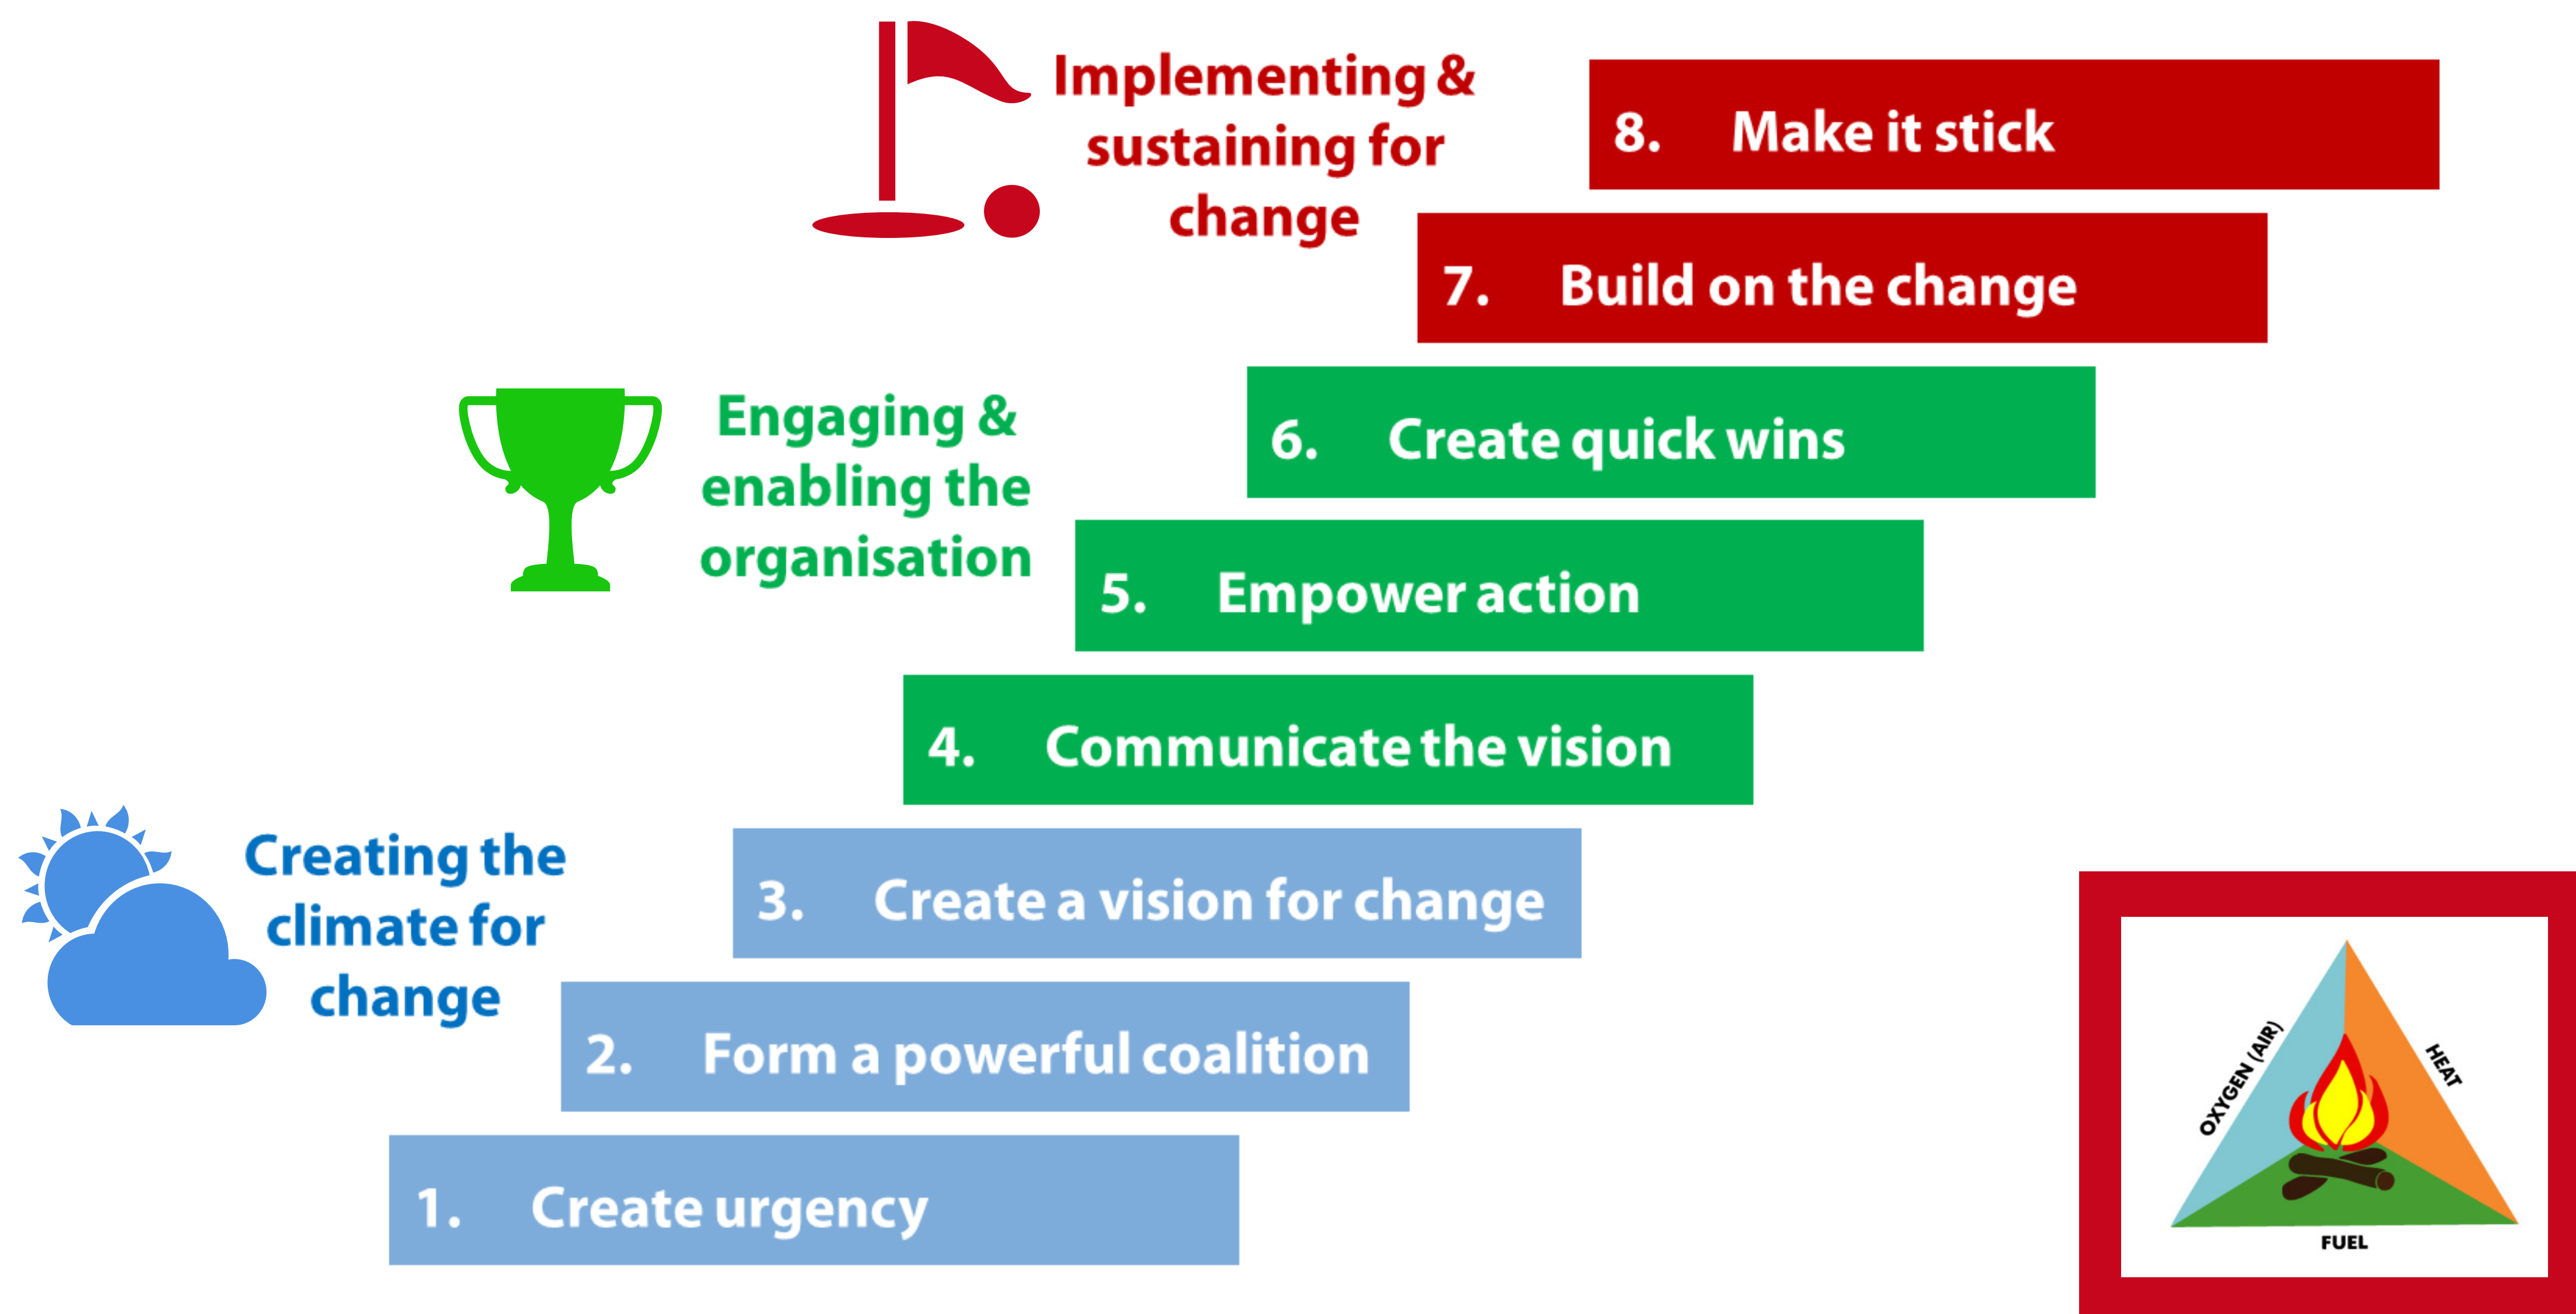 Implementing &
sustaining for
change
8. Make it stick
7. Build on the change
Engaging &
enabling the
organisation
6. Create quick wins
5. Empower action
4. Communicate the vision
Creating the
climate for
change
3. Create a vision for change
2. Form a powerful coalition
1. Create urgency
OXYGEN (AIR)
HEAT
FUEL